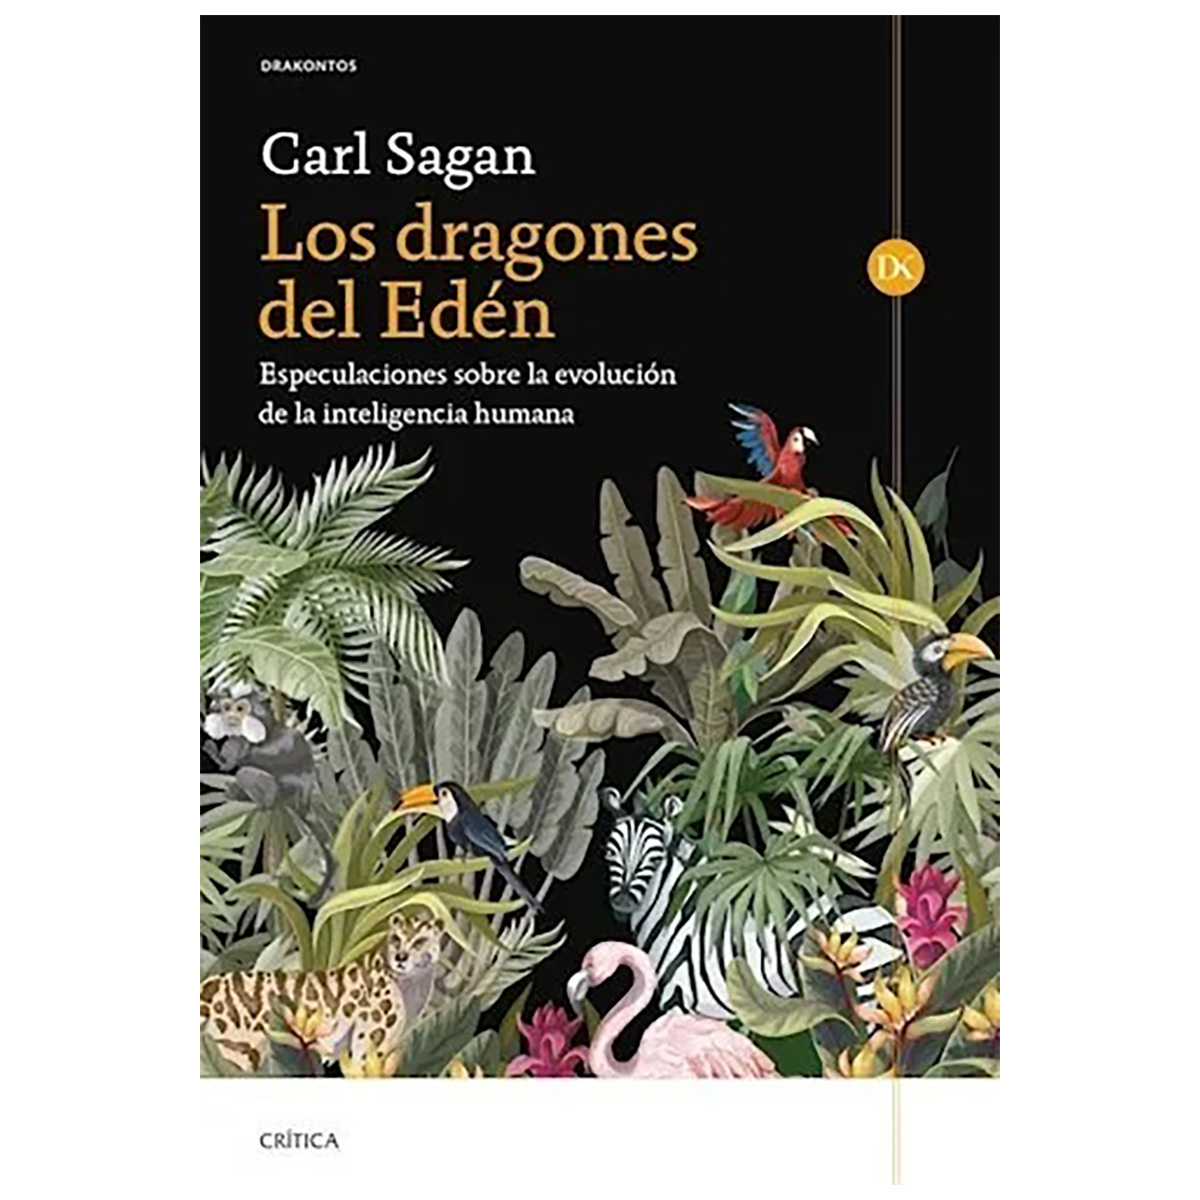 DRAKONTOS
Carl Sagan
Los dragones
del Edén
DK
Especulaciones sobre la evolución
de la inteligencia humana
CRÍTICA